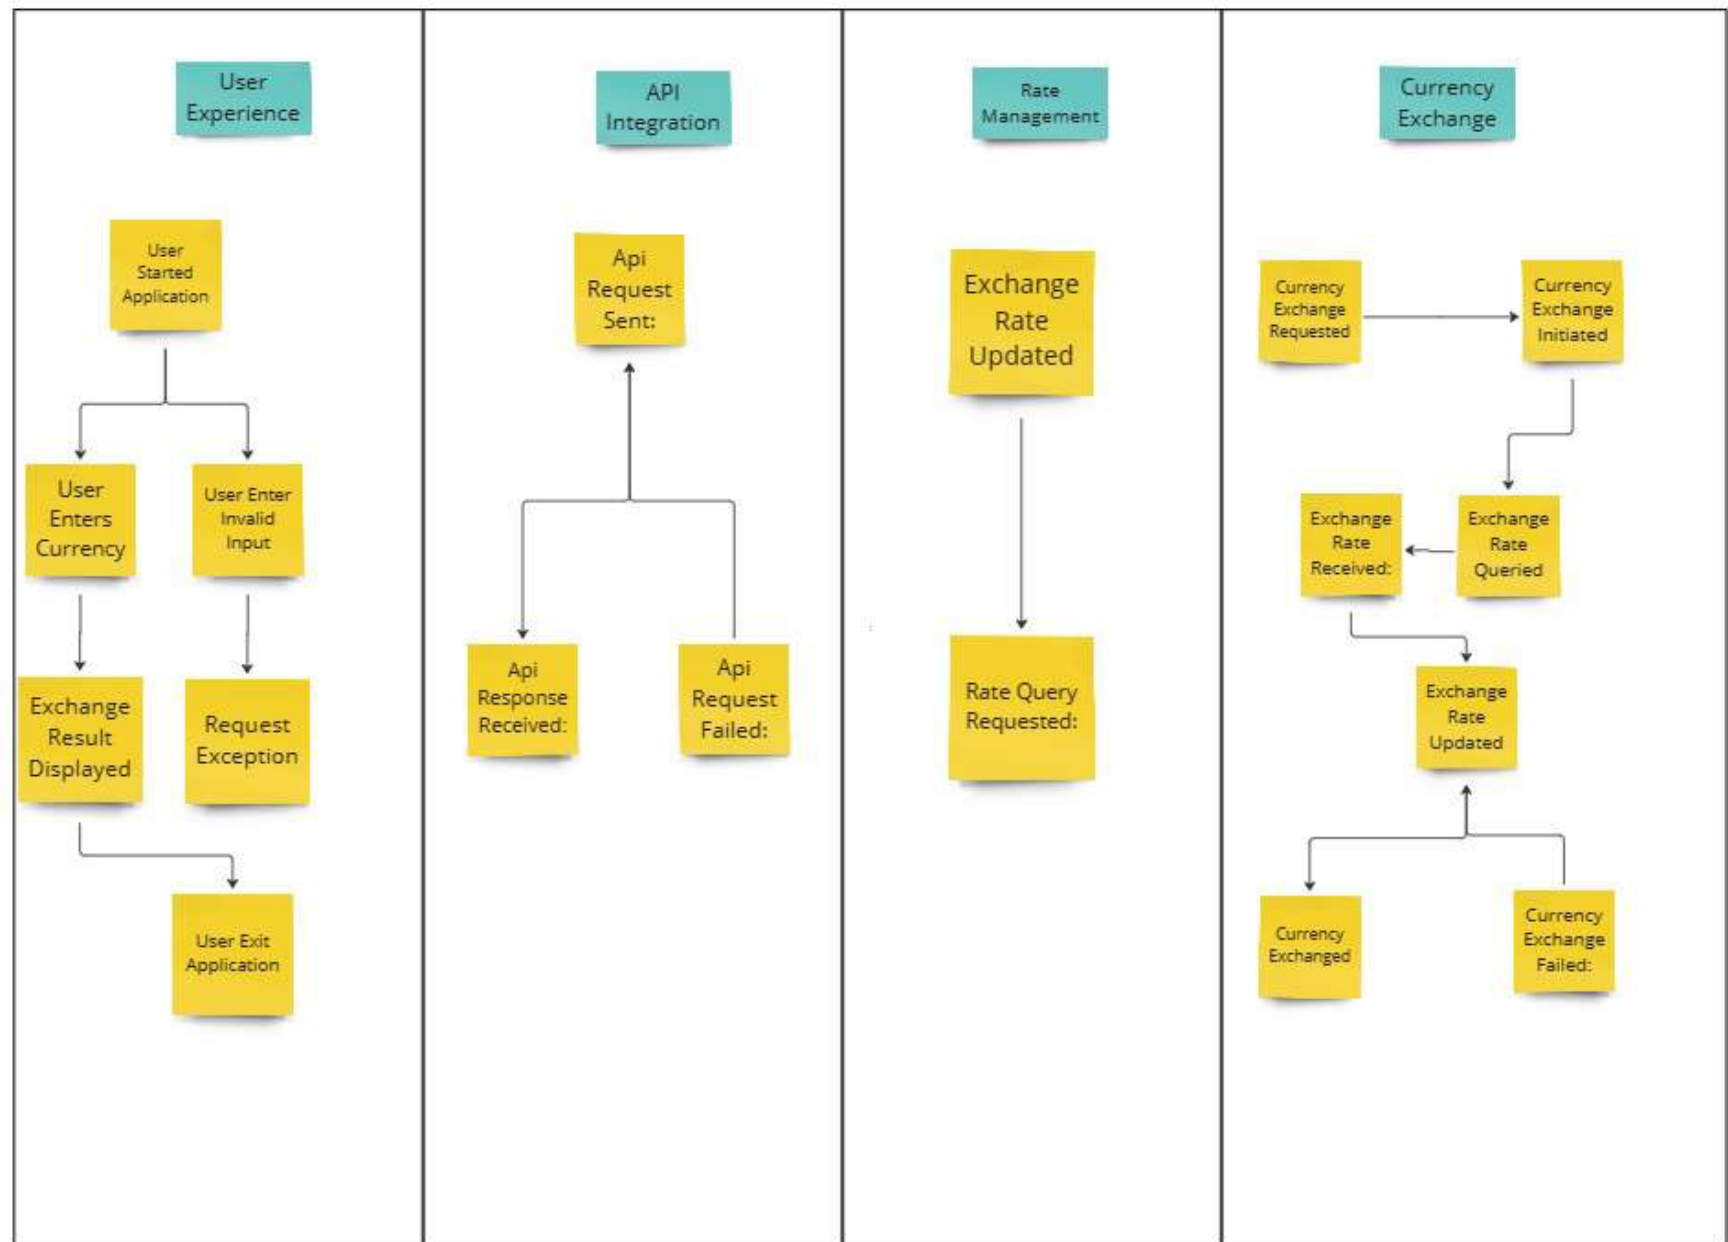 User
Experience
User
Started
Application
User
Enters
Currency
User Enter
Invalid
Input
Exchange
Result
Displayed
Request
Exception
User Exit
Application
API
Integration
Api
Request
Sent:
Api
Response
Received:
Api
Request
Failed:
Rate
Management
Exchange
Rate
Updated
Rate Query
Requested:
Currency
Exchange
Currency
Exchange
Requested
Currency
Exchange
Initiated
Exchange
Rate
Received:
Exchange
Rate
Queried
Exchange
Rate
Updated
Currency
Exchanged
Currency
Exchange
Failed: